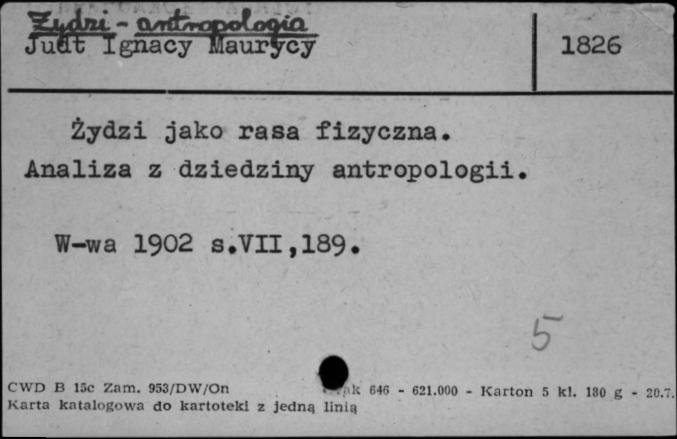 Żydzi - antropologia
Judt Ignacy Maurycy
1826
Żydzi jako rasa fizyczna.
Analiza z dziedziny antropologii.
W-wa 1902 s.VII,189.
5
CWD B 15c Zam. 953/DW/On 646 - 621.000 - Karton 5 kl. 180 g - 20.7.
Karta katalogowa do kartoteki z jedną linią